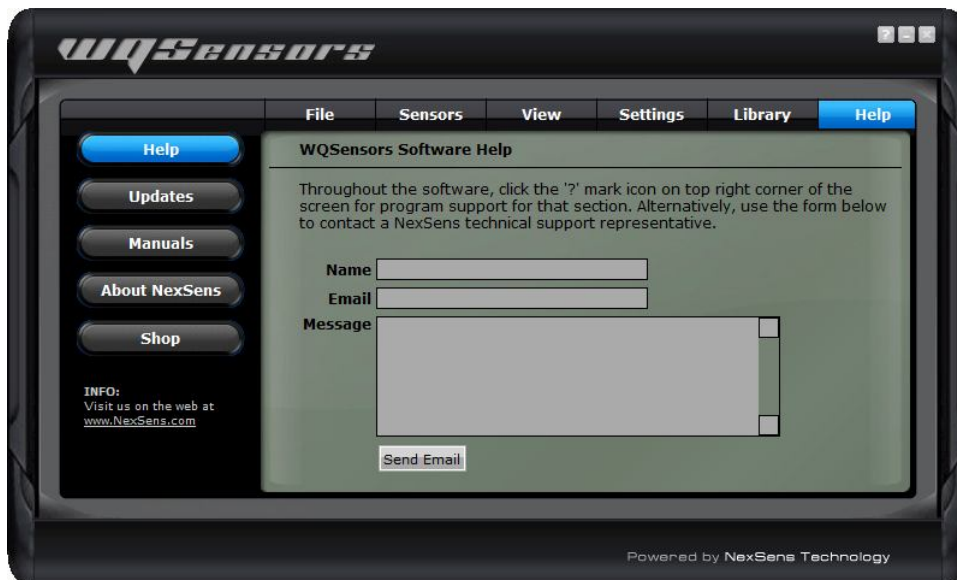 WQSensors
?
File Sensors View Settings Library Help
Help
Updates
Manuals
About NexSens
Shop
INFO:
Visit us on the web at
www.NexSens.com
WQSensors Software Help
Throughout the software, click the '?' mark icon on top right corner of the
screen for program support for that section. Alternatively, use the form below
to contact a NexSens technical support representative.
Name
Email
Message
Send Email
Powered by NexSens Technology